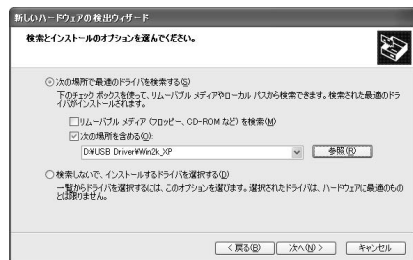 新しいハードウェアの検出ウィザード
検索とインストールのオプションを選んでください。
次の場所で最適のドライバを検索する(S)
下のチェック ボックスを使って、リムーバブル メディアやローカル パスから検索できます。検索された最適のドラ
イバがインストールされます。
リムーバブル メディア (フロッピー、CD-ROM など) を検索(M)
次の場所を含める(O):
D:¥USB Driver¥Win2k_XP
参照(R)
検索しないで、インストールするドライバを選択する(D)
一覧からドライバを選択するには、このオプションを選びます。選択されたドライバは、ハードウェアに最適のもの
とは限りません。
< 戻る(B)
次へ(N) >
キャンセル